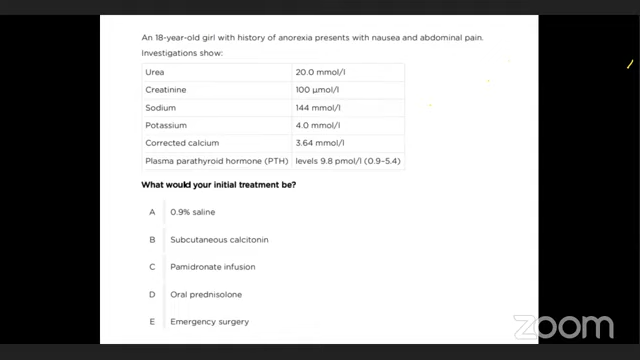 An 18-year-old girl with history of anorexia presents with nausea and abdominal pain.
Investigations show:
Urea 20.0 mmol/l
Creatinine 100 μmol/l
Sodium 144 mmol/l
Potassium 4.0 mmol/l
Corrected calcium 3.64 mmol/l
Plasma parathyroid hormone (PTH) levels 9.8 pmol/l (0.9–5.4)
What would your initial treatment be?
A 0.9% saline
B Subcutaneous calcitonin
C Pamidronate infusion
D Oral prednisolone
E Emergency surgery
zoom